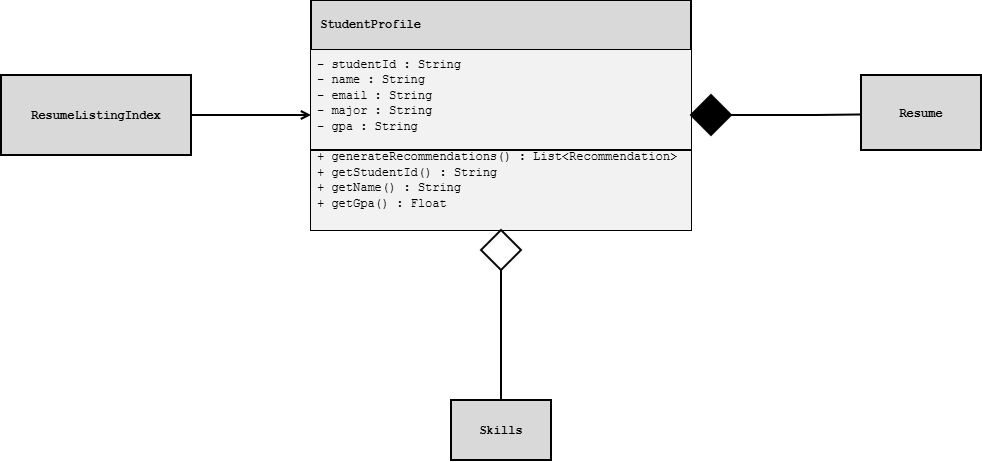 StudentProfile
- studentId : String
- name : String
- email : String
- major : String
- gpa : String
+ generateRecommendations() : List<Recommendation>
+ getStudentId() : String
+ getName() : String
+ getGpa() : Float
ResumeListingIndex
Resume
Skills